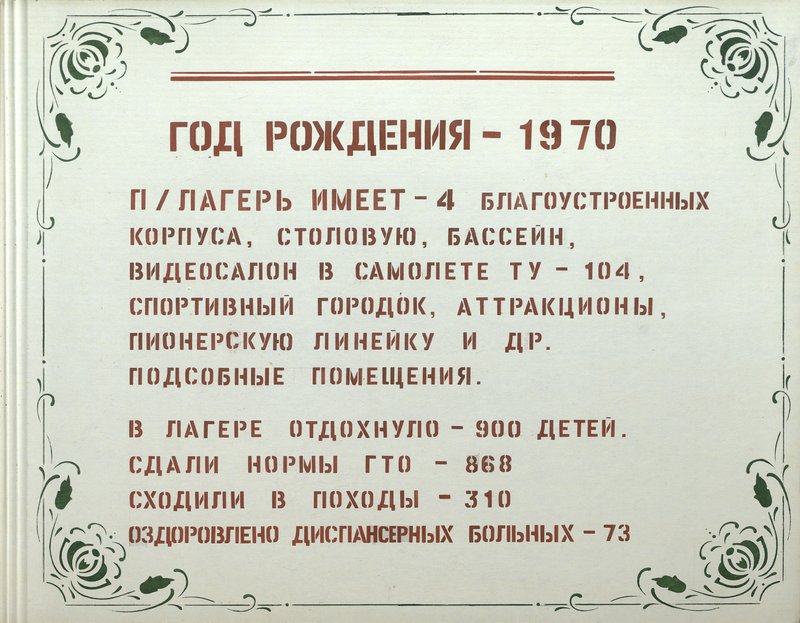 ГОД РОЖДЕНИЯ – 1970
П/ЛАГЕРЬ ИМЕЕТ – 4 БЛАГОУСТРОЕННЫХ
КОРПУСА, СТОЛОВУЮ, БАССЕЙН,
ВИДЕОСАЛОН В САМОЛЕТЕ ТУ – 104,
СПОРТИВНЫЙ ГОРОДОК, АТТРАКЦИОНЫ,
ПИОНЕРСКУЮ ЛИНЕЙКУ И ДР.
ПОДСОБНЫЕ ПОМЕЩЕНИЯ.
В ЛАГЕРЕ ОТДОХНУЛО – 900 ДЕТЕЙ.
СДАЛИ НОРМЫ ГТО – 868
СХОДИЛИ В ПОХОДЫ – 310
ОЗДОРОВЛЕНО ДИСПАНСЕРНЫХ БОЛЬНЫХ – 73